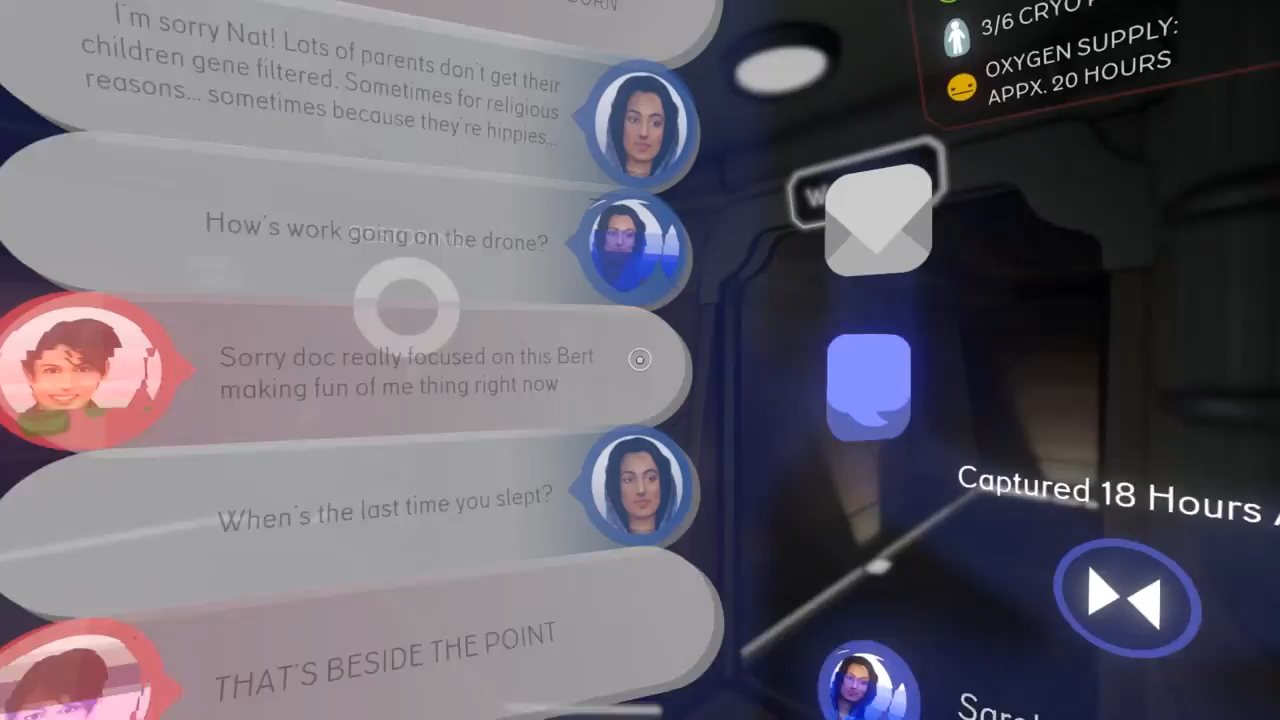 I'm sorry Nat! Lots of parents don't get their
children gene filtered. Sometimes for religious
reasons... sometimes because they're hippies...
How's work going on the drone?
Sorry doc really focused on this Bert
making fun of me thing right now
When's the last time you slept?
THAT'S BESIDE THE POINT
3/6 CRYO
OXYGEN SUPPLY:
APPX. 20 HOURS
Captured 18 Hours